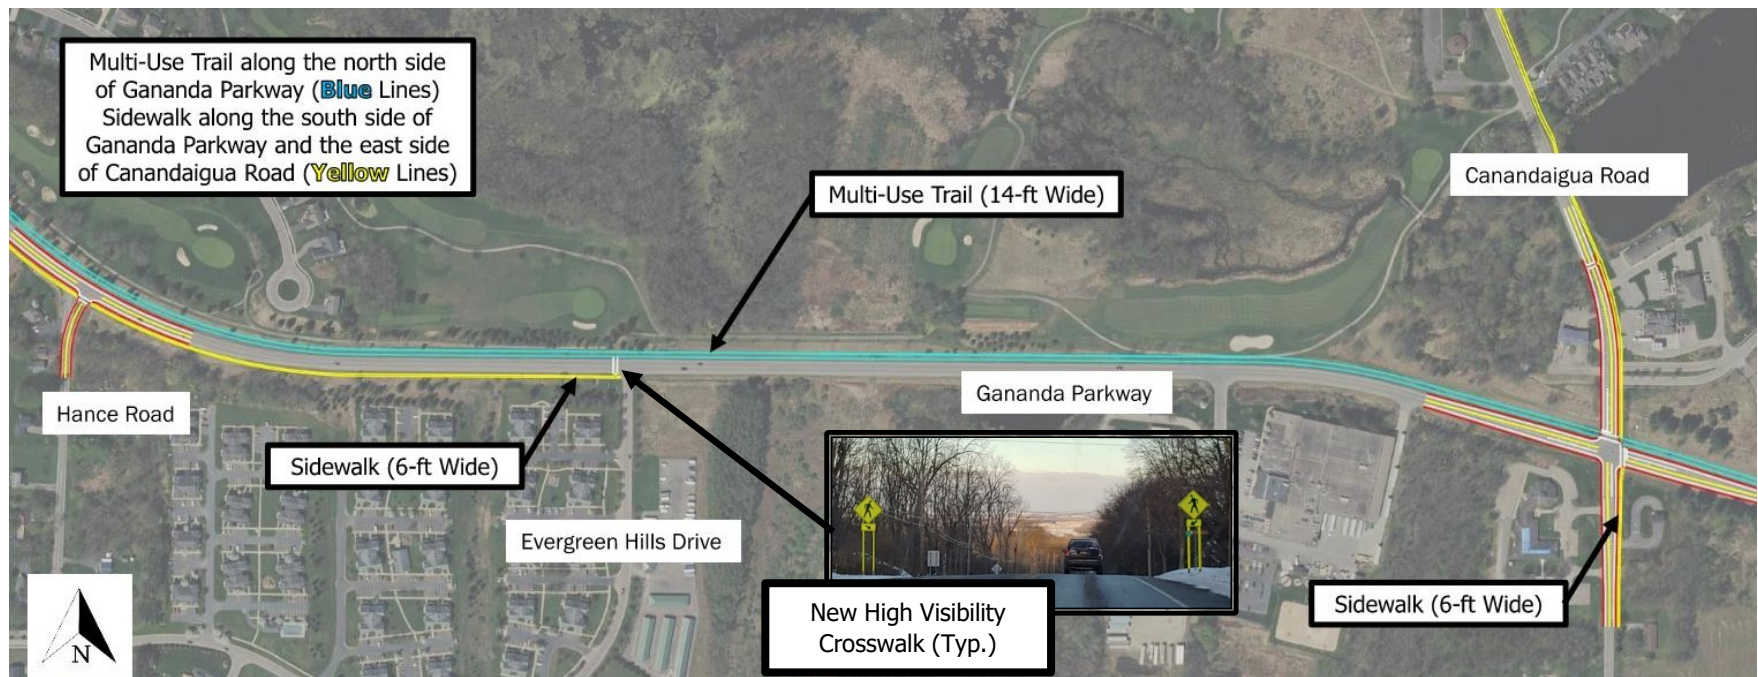 Multi-Use Trail along the north side
of Gananda Parkway (Blue Lines)
Sidewalk along the south side of
Gananda Parkway and the east side
of Canandaigua Road (Yellow Lines)
Canandaigua Road
Multi-Use Trail (14-ft Wide)
Gananda Parkway
Hance Road
Sidewalk (6-ft Wide)
Evergreen Hills Drive
New High Visibility
Crosswalk (Typ.)
Sidewalk (6-ft Wide)
N